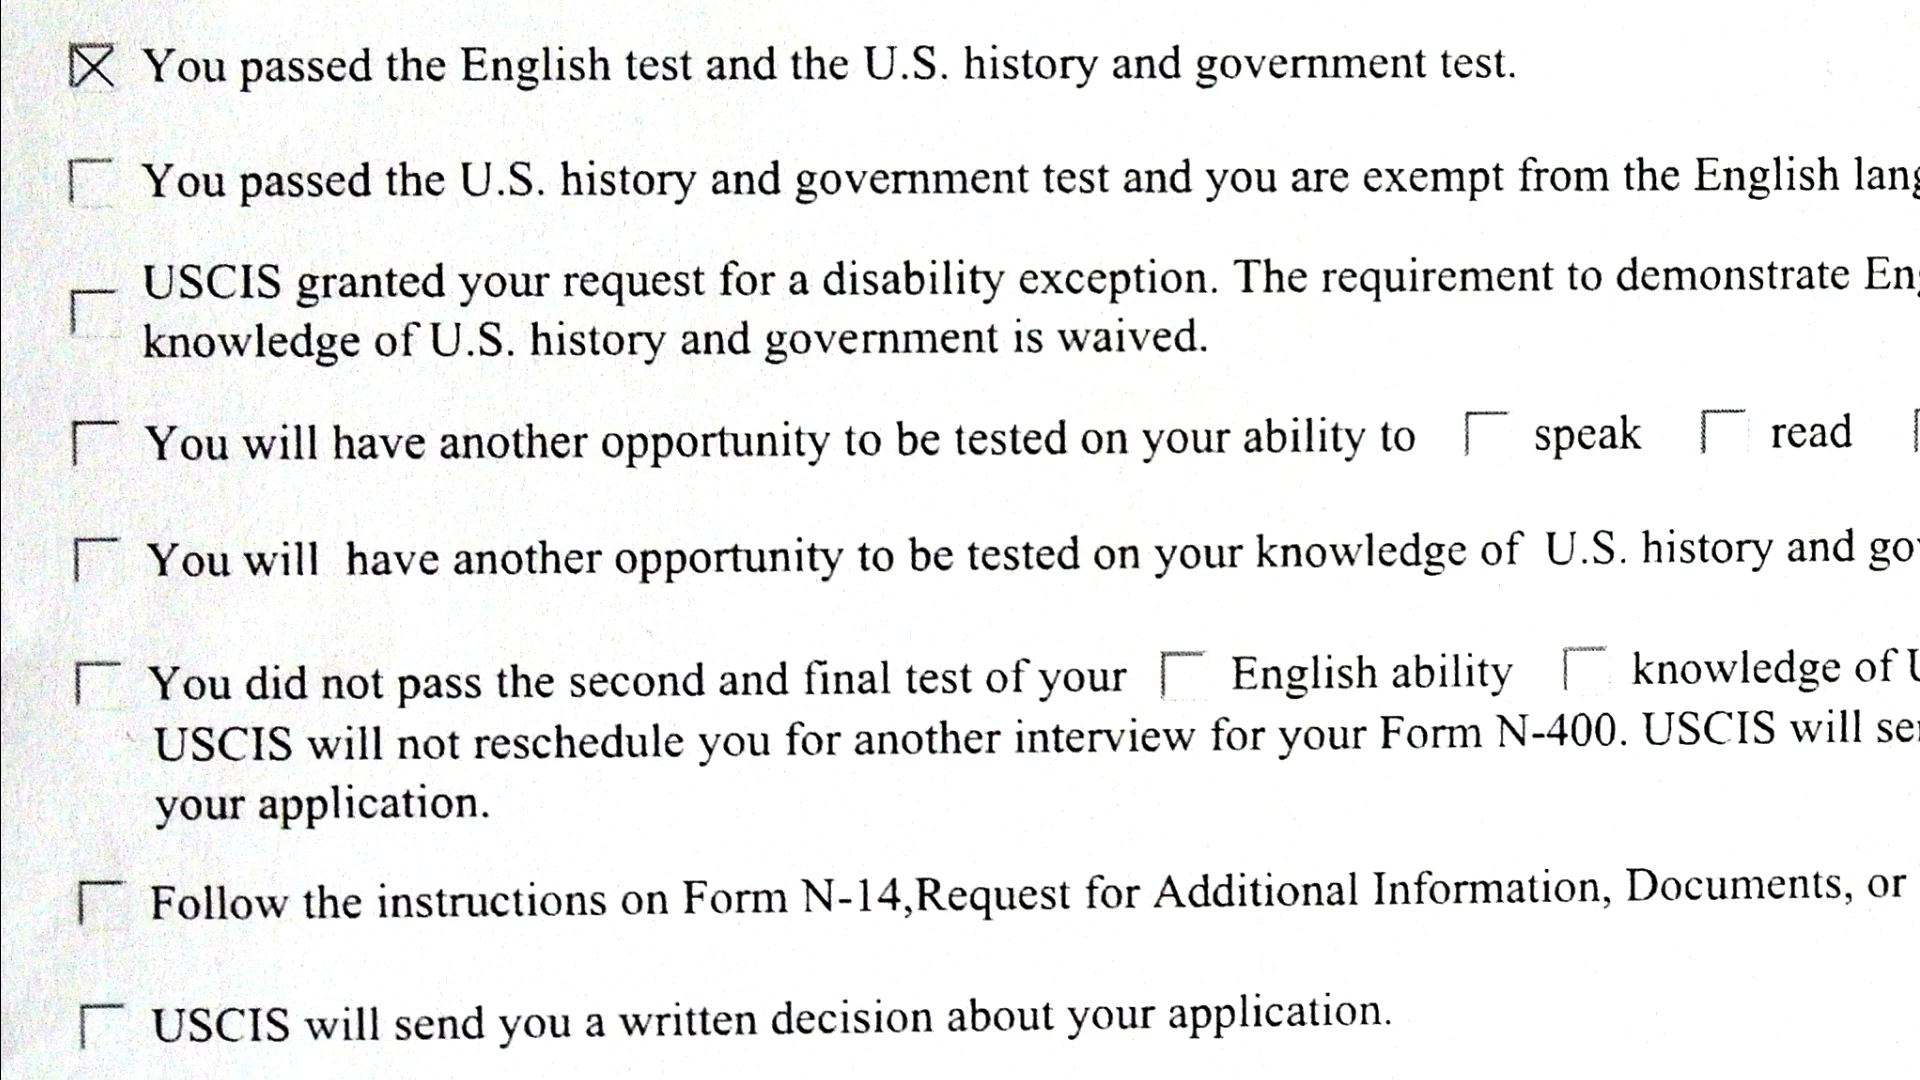 You passed the English test and the U.S. history and government test.
You passed the U.S. history and government test and you are exempt from the English
USCIS granted your request for a disability exception. The requirement to demonstrate
knowledge of U.S. history and government is waived.
You will have another opportunity to be tested on your ability to speak read
You will have another opportunity to be tested on your knowledge of U.S. history and
You did not pass the second and final test of your English ability knowledge of
USCIS will not reschedule you for another interview for your Form N-400. USCIS will
your application.
Follow the instructions on Form N-14,Request for Additional Information, Documents, or
USCIS will send you a written decision about your application.